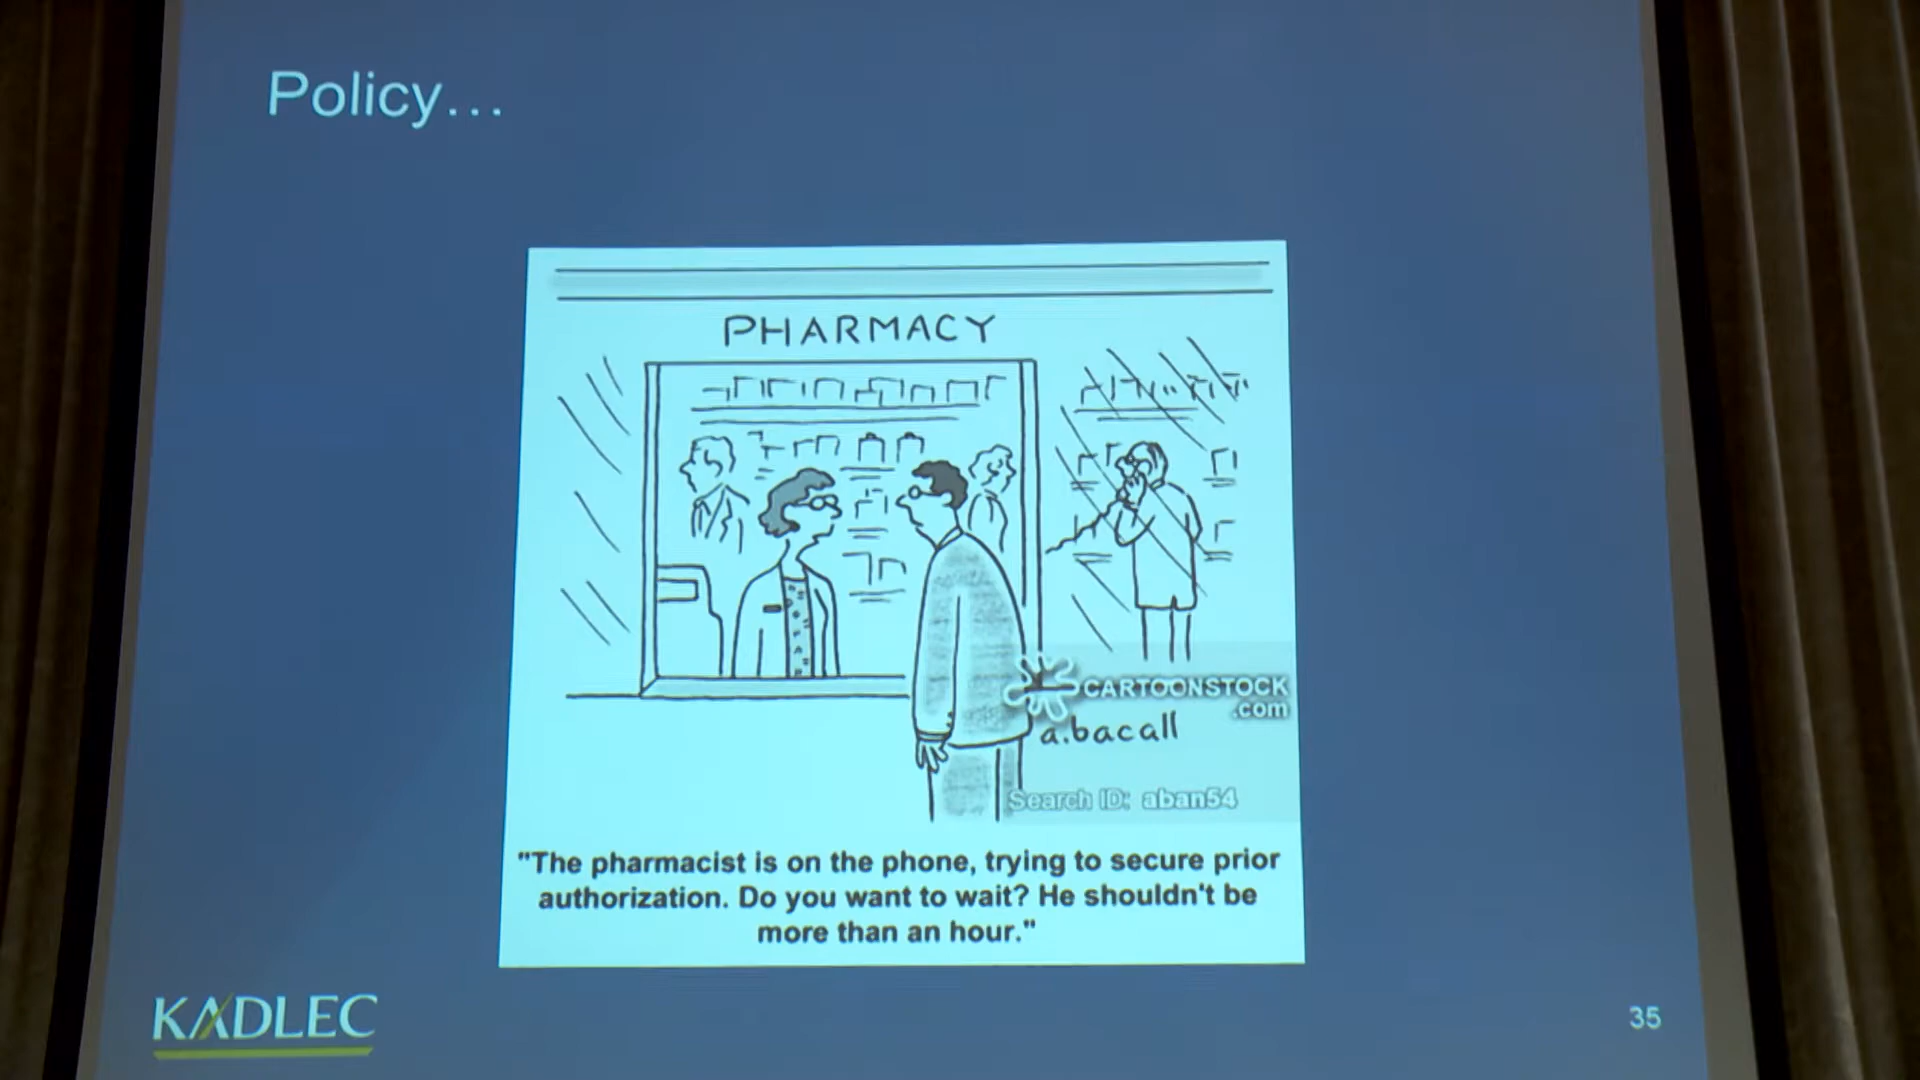 Policy...
PHARMACY
CARTOONSTOCK
.com
a.bacall
Search ID: aban54
"The pharmacist is on the phone, trying to secure prior
authorization. Do you want to wait? He shouldn't be
more than an hour."
KADLEC
35